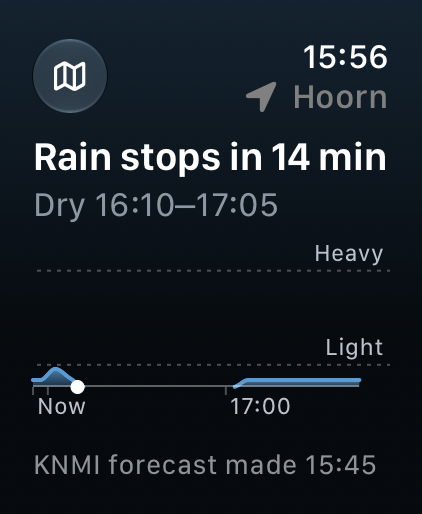 15:56
Hoorn
Rain stops in 14 min
Dry 16:10–17:05
Heavy
Light
Now 17:00
KNMI forecast made 15:45